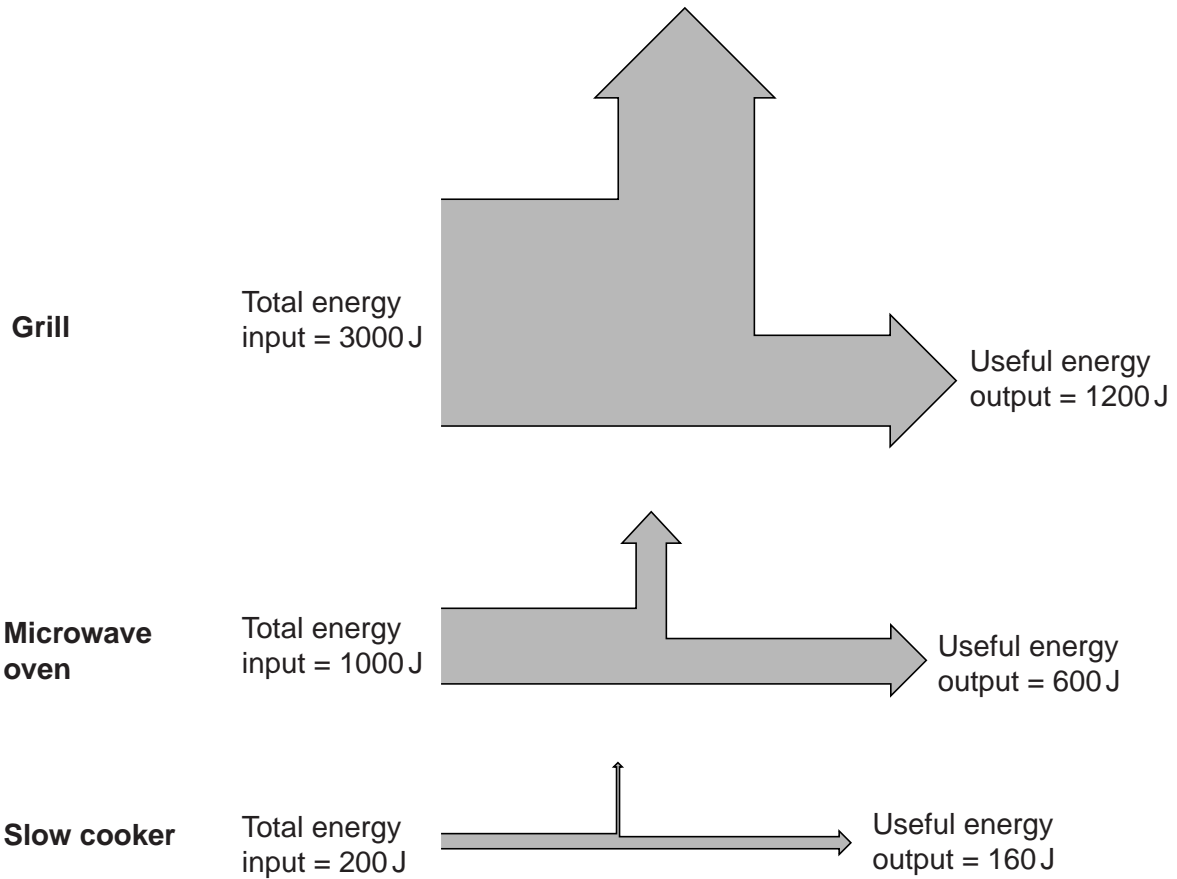 Grill
Total energy
input = 3000 J
Useful energy
output = 1200 J
Microwave
oven
Total energy
input = 1000 J
Useful energy
output = 600 J
Slow cooker
Total energy
input = 200 J
Useful energy
output = 160 J